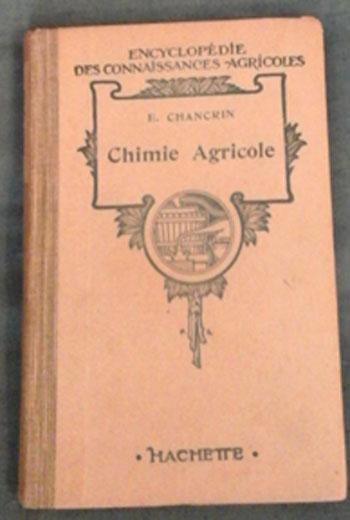 ENCYCLOPÉDIE
DES CONNAISSANCES AGRICOLES
E. CHANCRIN
Chimie Agricole
• HACHETTE •